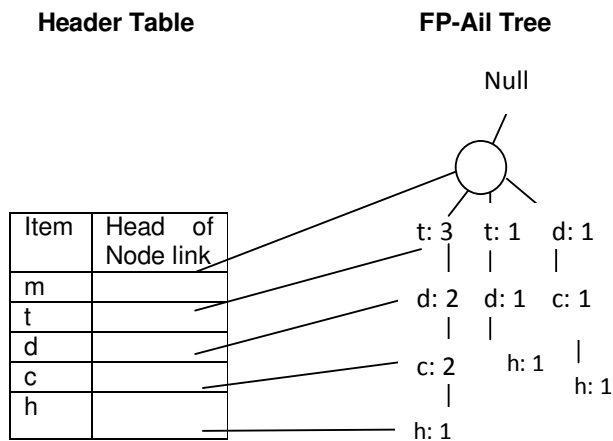 Header Table
FP-Ail Tree
Null
Item
Head of
Node link
m
t
d
c
h
t: 3 t: 1 d: 1
d: 2 d: 1 c: 1
c: 2 h: 1
h: 1
h: 1